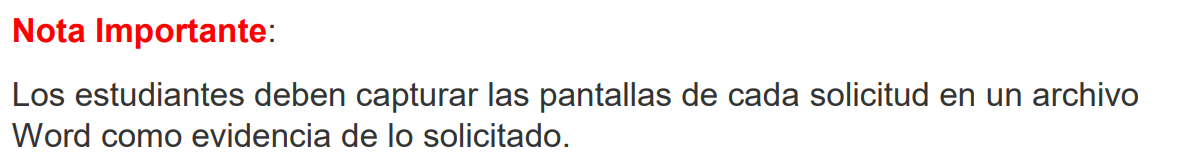 Nota Importante:
Los estudiantes deben capturar las pantallas de cada solicitud en un archivo
Word como evidencia de lo solicitado.